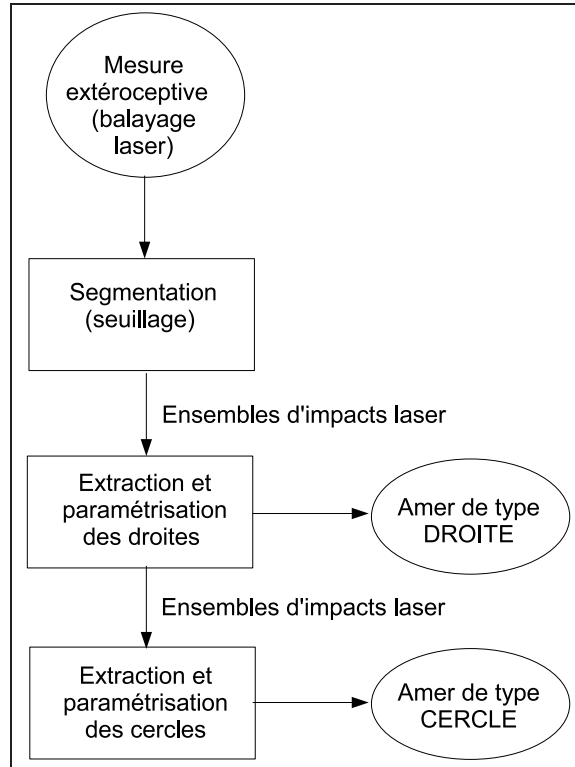 Mesure
extéroceptive
(balayage
laser)
Segmentation
(seuillage)
Ensembles d'impacts laser
Extraction et
paramétrisation
des droites
Amer de type
DROITE
Ensembles d'impacts laser
Extraction et
paramétrisation
des cercles
Amer de type
CERCLE